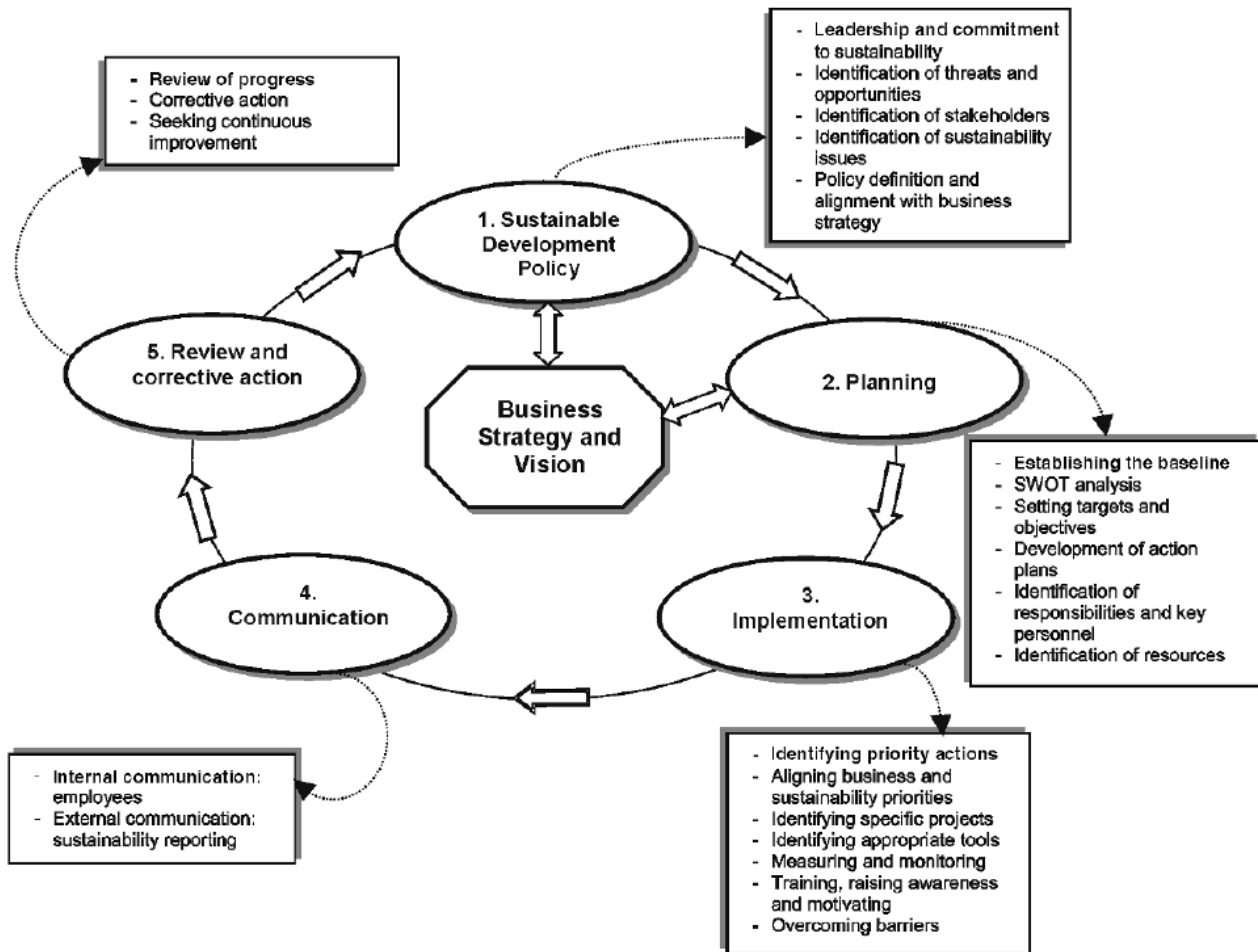 - Leadership and commitment
to sustainability
- Identification of threats and
opportunities
- Identification of stakeholders
- Identification of sustainability
issues
- Policy definition and
alignment with business
strategy
- Review of progress
- Corrective action
- Seeking continuous
improvement
1. Sustainable
Development
Policy
5. Review and
corrective action
2. Planning
Business
Strategy and
Vision
- Establishing the baseline
- SWOT analysis
- Setting targets and
objectives
- Development of action
plans
- Identification of
responsibilities and key
personnel
- Identification of resources
4.
Communication
3.
Implementation
- Internal communication:
employees
- External communication:
sustainability reporting
- Identifying priority actions
- Aligning business and
sustainability priorities
- Identifying specific projects
- Identifying appropriate tools
- Measuring and monitoring
- Training, raising awareness
and motivating
- Overcoming barriers